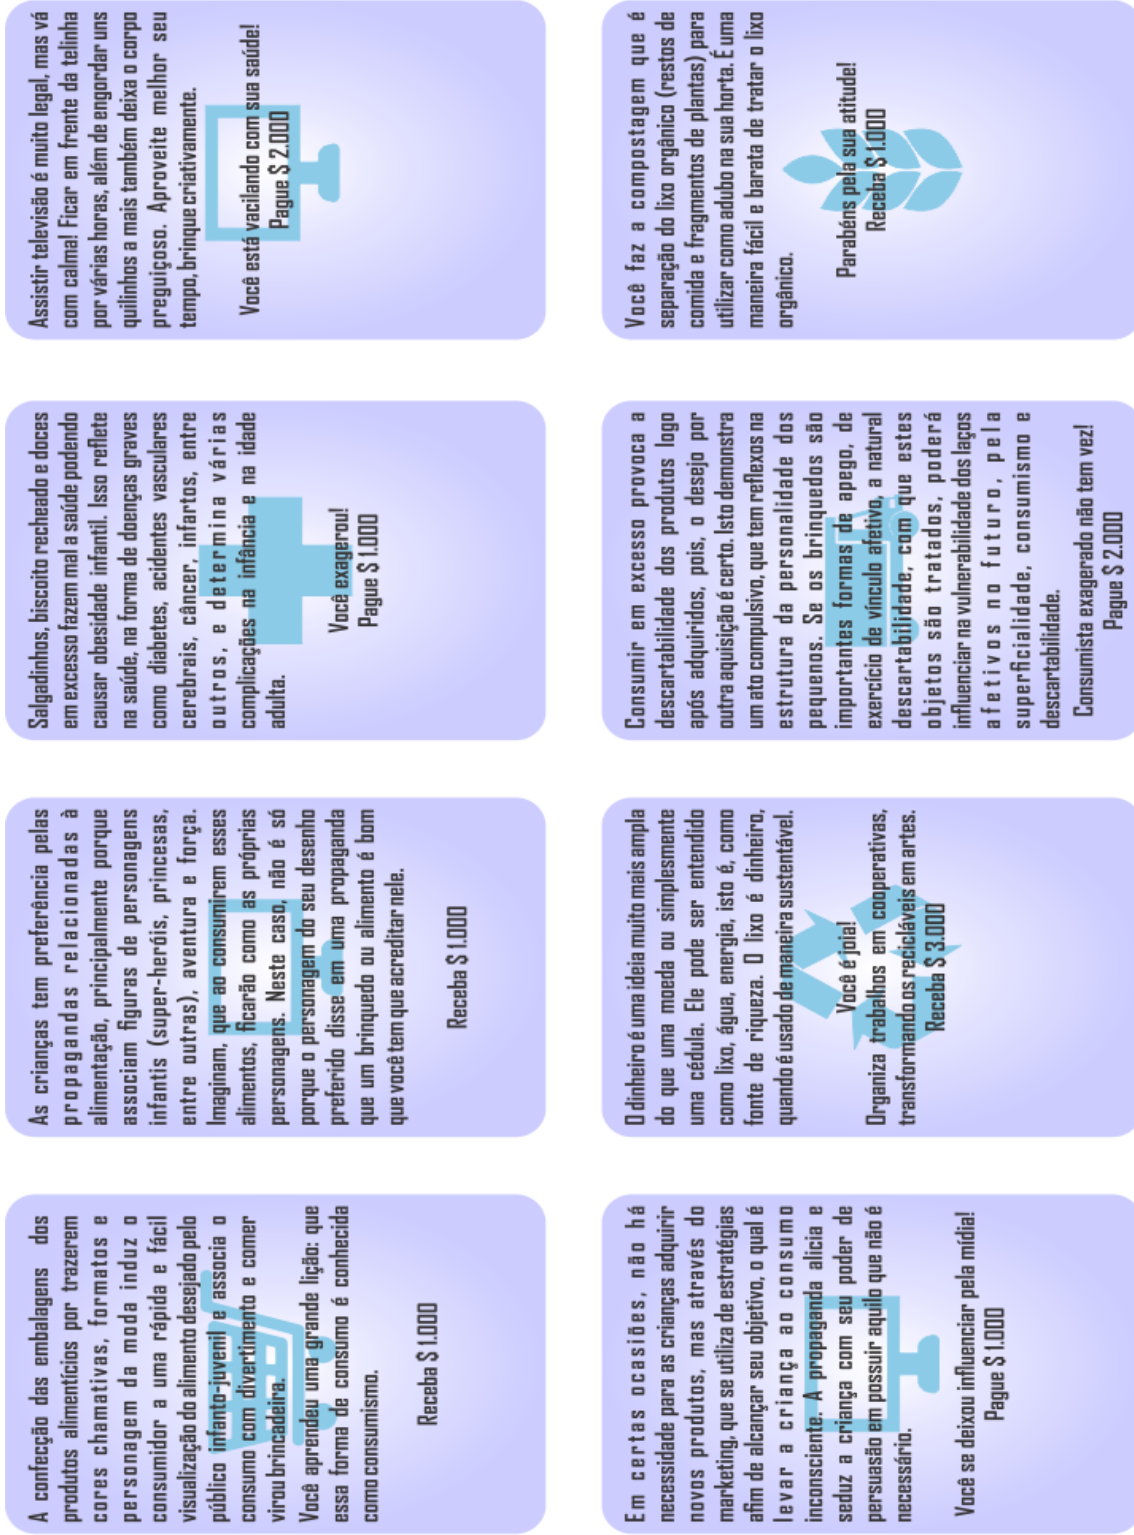 A confecção das embalagens dos
produtos alimentícios por trazerem
cores chamativas, formatos e
personagem da moda induz o
consumidor a uma rápida e fácil
visualização do alimento desejado pelo
público infanto-juvenil e associa o
consumo com divertimento e comer
virou brincadeira.
Você aprendeu uma grande lição: que
essa forma de consumo é conhecida
como consumismo.
Receba $ 1.000
As crianças tem preferência pelas
propagandas relacionadas à
alimentação, principalmente porque
associam figuras de personagens
infantis (super-heróis, princesas,
entre outras), aventura e força.
Imaginam, que ao consumirem esses
alimentos, ficarão como as próprias
personagens. Neste caso, não é só
porque o personagem do seu desenho
preferido disse em uma propaganda
que um brinquedo ou alimento é bom
que você tem que acreditar nele.
Receba $ 1.000
Salgadinhos, biscoito recheado e doces
em excesso fazem mal a saúde podendo
causar obesidade infantil. Isso reflete
na saúde, na forma de doenças graves
como diabetes, acidentes vasculares
cerebrais, câncer, infartos, entre
outros, e determina várias
complicações na infância e na idade
adulta.
Você exagerou!
Pague $ 1.000
Assistir televisão é muito legal, mas vá
com calma! Ficar em frente da telinha
por várias horas, além de engordar uns
quilinhos a mais também deixa o corpo
preguiçoso. Aproveite melhor seu
tempo, brinque criativamente.
Você está vacilando com sua saúde!
Pague $ 2.000
Em certas ocasiões, não há
necessidade para as crianças adquirir
novos produtos, mas através do
marketing, que se utiliza de estratégias
afim de alcançar seu objetivo, o qual é
levar a criança ao consumo
inconsciente. A propaganda alicia e
seduz a criança com seu poder de
persuasão em possuir aquilo que não é
necessário.
Você se deixou influenciar pela mídia!
Pague $ 1.000
O dinheiro é uma ideia muito mais ampla
do que uma moeda ou simplesmente
uma cédula. Ele pode ser entendido
como lixo, água, energia, isto é, como
fonte de riqueza. O lixo é dinheiro,
quando é usado de maneira sustentável.
Você é joia!
Organiza trabalhos em cooperativas,
transformando os recicláveis em artes.
Receba $ 3.000
Consumir em excesso provoca a
descartabilidade dos produtos logo
após adquiridos, pois, o desejo por
outra aquisição é certo. Isto demonstra
um ato compulsivo, que tem reflexos na
estrutura da personalidade dos
pequenos. Se os brinquedos são
importantes formas de apego, de
exercício de vínculo afetivo, a natural
descartabilidade, com que estes
objetos são tratados, poderá
influenciar na vulnerabilidade dos laços
afetivos no futuro, pela
superficialidade, consumismo e
descartabilidade.
Consumista exagerado não tem vez!
Pague $ 2.000
Você faz a compostagem que é
separação do lixo orgânico (restos de
comida e fragmentos de plantas) para
utilizar como adubo na sua horta. É uma
maneira fácil e barata de tratar o lixo
orgânico.
Parabéns pela sua atitude!
Receba $ 1.000